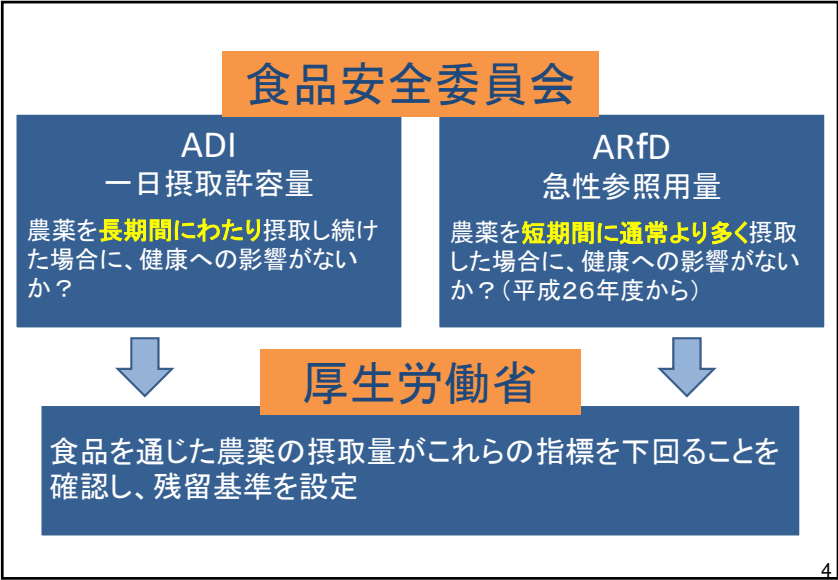 食品安全委員会
ADI
一日摂取許容量
農薬を長期間にわたり摂取し続け
た場合に、健康への影響がない
か？
ARfD
急性参照用量
農薬を短期間に通常より多く摂取
した場合に、健康への影響がない
か？（平成２６年度から）
厚生労働省
食品を通じた農薬の摂取量がこれらの指標を下回ることを
確認し、残留基準を設定
4